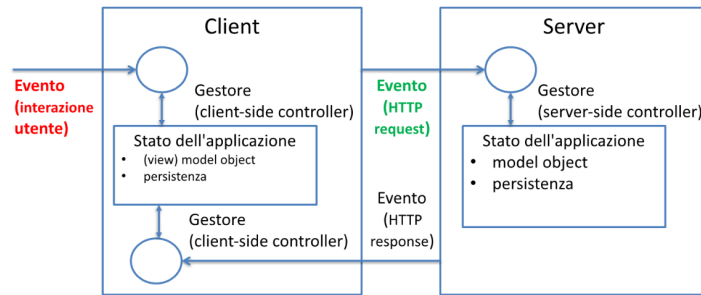 Client
Server
Evento
(interazione
utente)
Gestore
(client-side controller)
Evento
(HTTP
request)
Gestore
(server-side controller)
Stato dell'applicazione
• (view) model object
• persistenza
Stato dell'applicazione
• model object
• persistenza
Gestore
(client-side controller)
Evento
(HTTP
response)